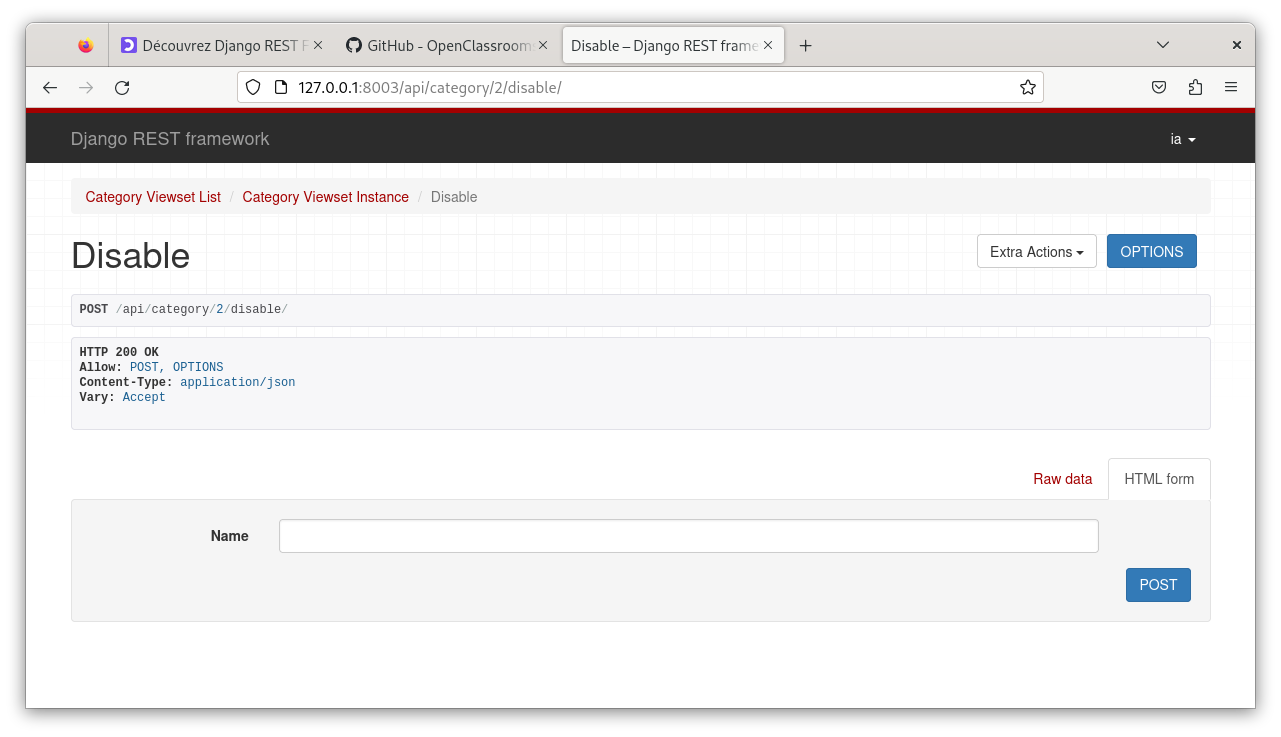 Découvrez Django REST F
GitHub - OpenClassroom
Disable – Django REST frame
127.0.0.1:8003/api/category/2/disable/
Django REST framework
ia
Category Viewset List / Category Viewset Instance / Disable
Disable
Extra Actions
OPTIONS
POST /api/category/2/disable/
HTTP 200 OK
Allow: POST, OPTIONS
Content-Type: application/json
Vary: Accept
Raw data
HTML form
Name
POST